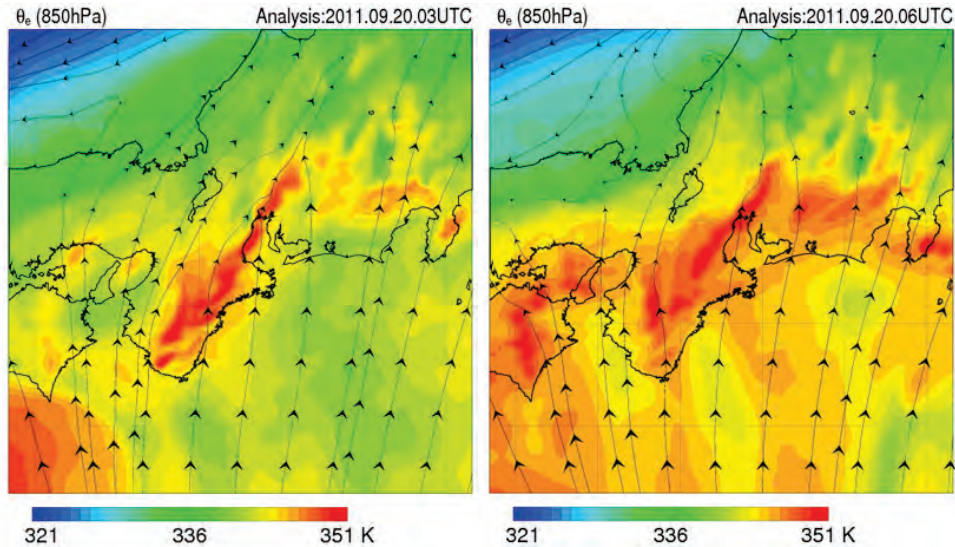 θe (850hPa) Analysis:2011.09.20.03UTC
θe (850hPa) Analysis:2011.09.20.06UTC
321 336 351 K
321 336 351 K